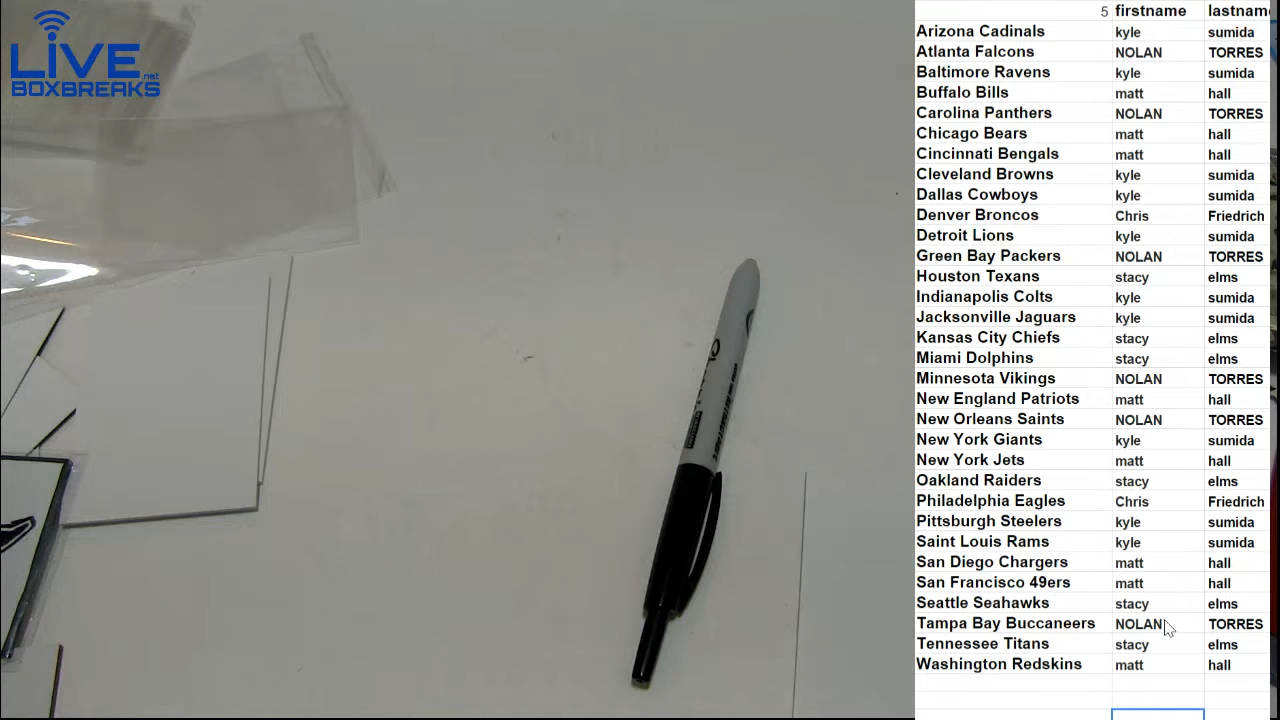 LIVE
.net
BOXBREAKS
5 firstname lastname
Arizona Cadinals kyle sumida
Atlanta Falcons NOLAN TORRES
Baltimore Ravens kyle sumida
Buffalo Bills matt hall
Carolina Panthers NOLAN TORRES
Chicago Bears matt hall
Cincinnati Bengals matt hall
Cleveland Browns kyle sumida
Dallas Cowboys kyle sumida
Denver Broncos Chris Friedrich
Detroit Lions kyle sumida
Green Bay Packers NOLAN TORRES
Houston Texans stacy elms
Indianapolis Colts kyle sumida
Jacksonville Jaguars kyle sumida
Kansas City Chiefs stacy elms
Miami Dolphins stacy elms
Minnesota Vikings NOLAN TORRES
New England Patriots matt hall
New Orleans Saints NOLAN TORRES
New York Giants kyle sumida
New York Jets matt hall
Oakland Raiders stacy elms
Philadelphia Eagles Chris Friedrich
Pittsburgh Steelers kyle sumida
Saint Louis Rams kyle sumida
San Diego Chargers matt hall
San Francisco 49ers matt hall
Seattle Seahawks stacy elms
Tampa Bay Buccaneers NOLAN TORRES
Tennessee Titans stacy elms
Washington Redskins matt hall